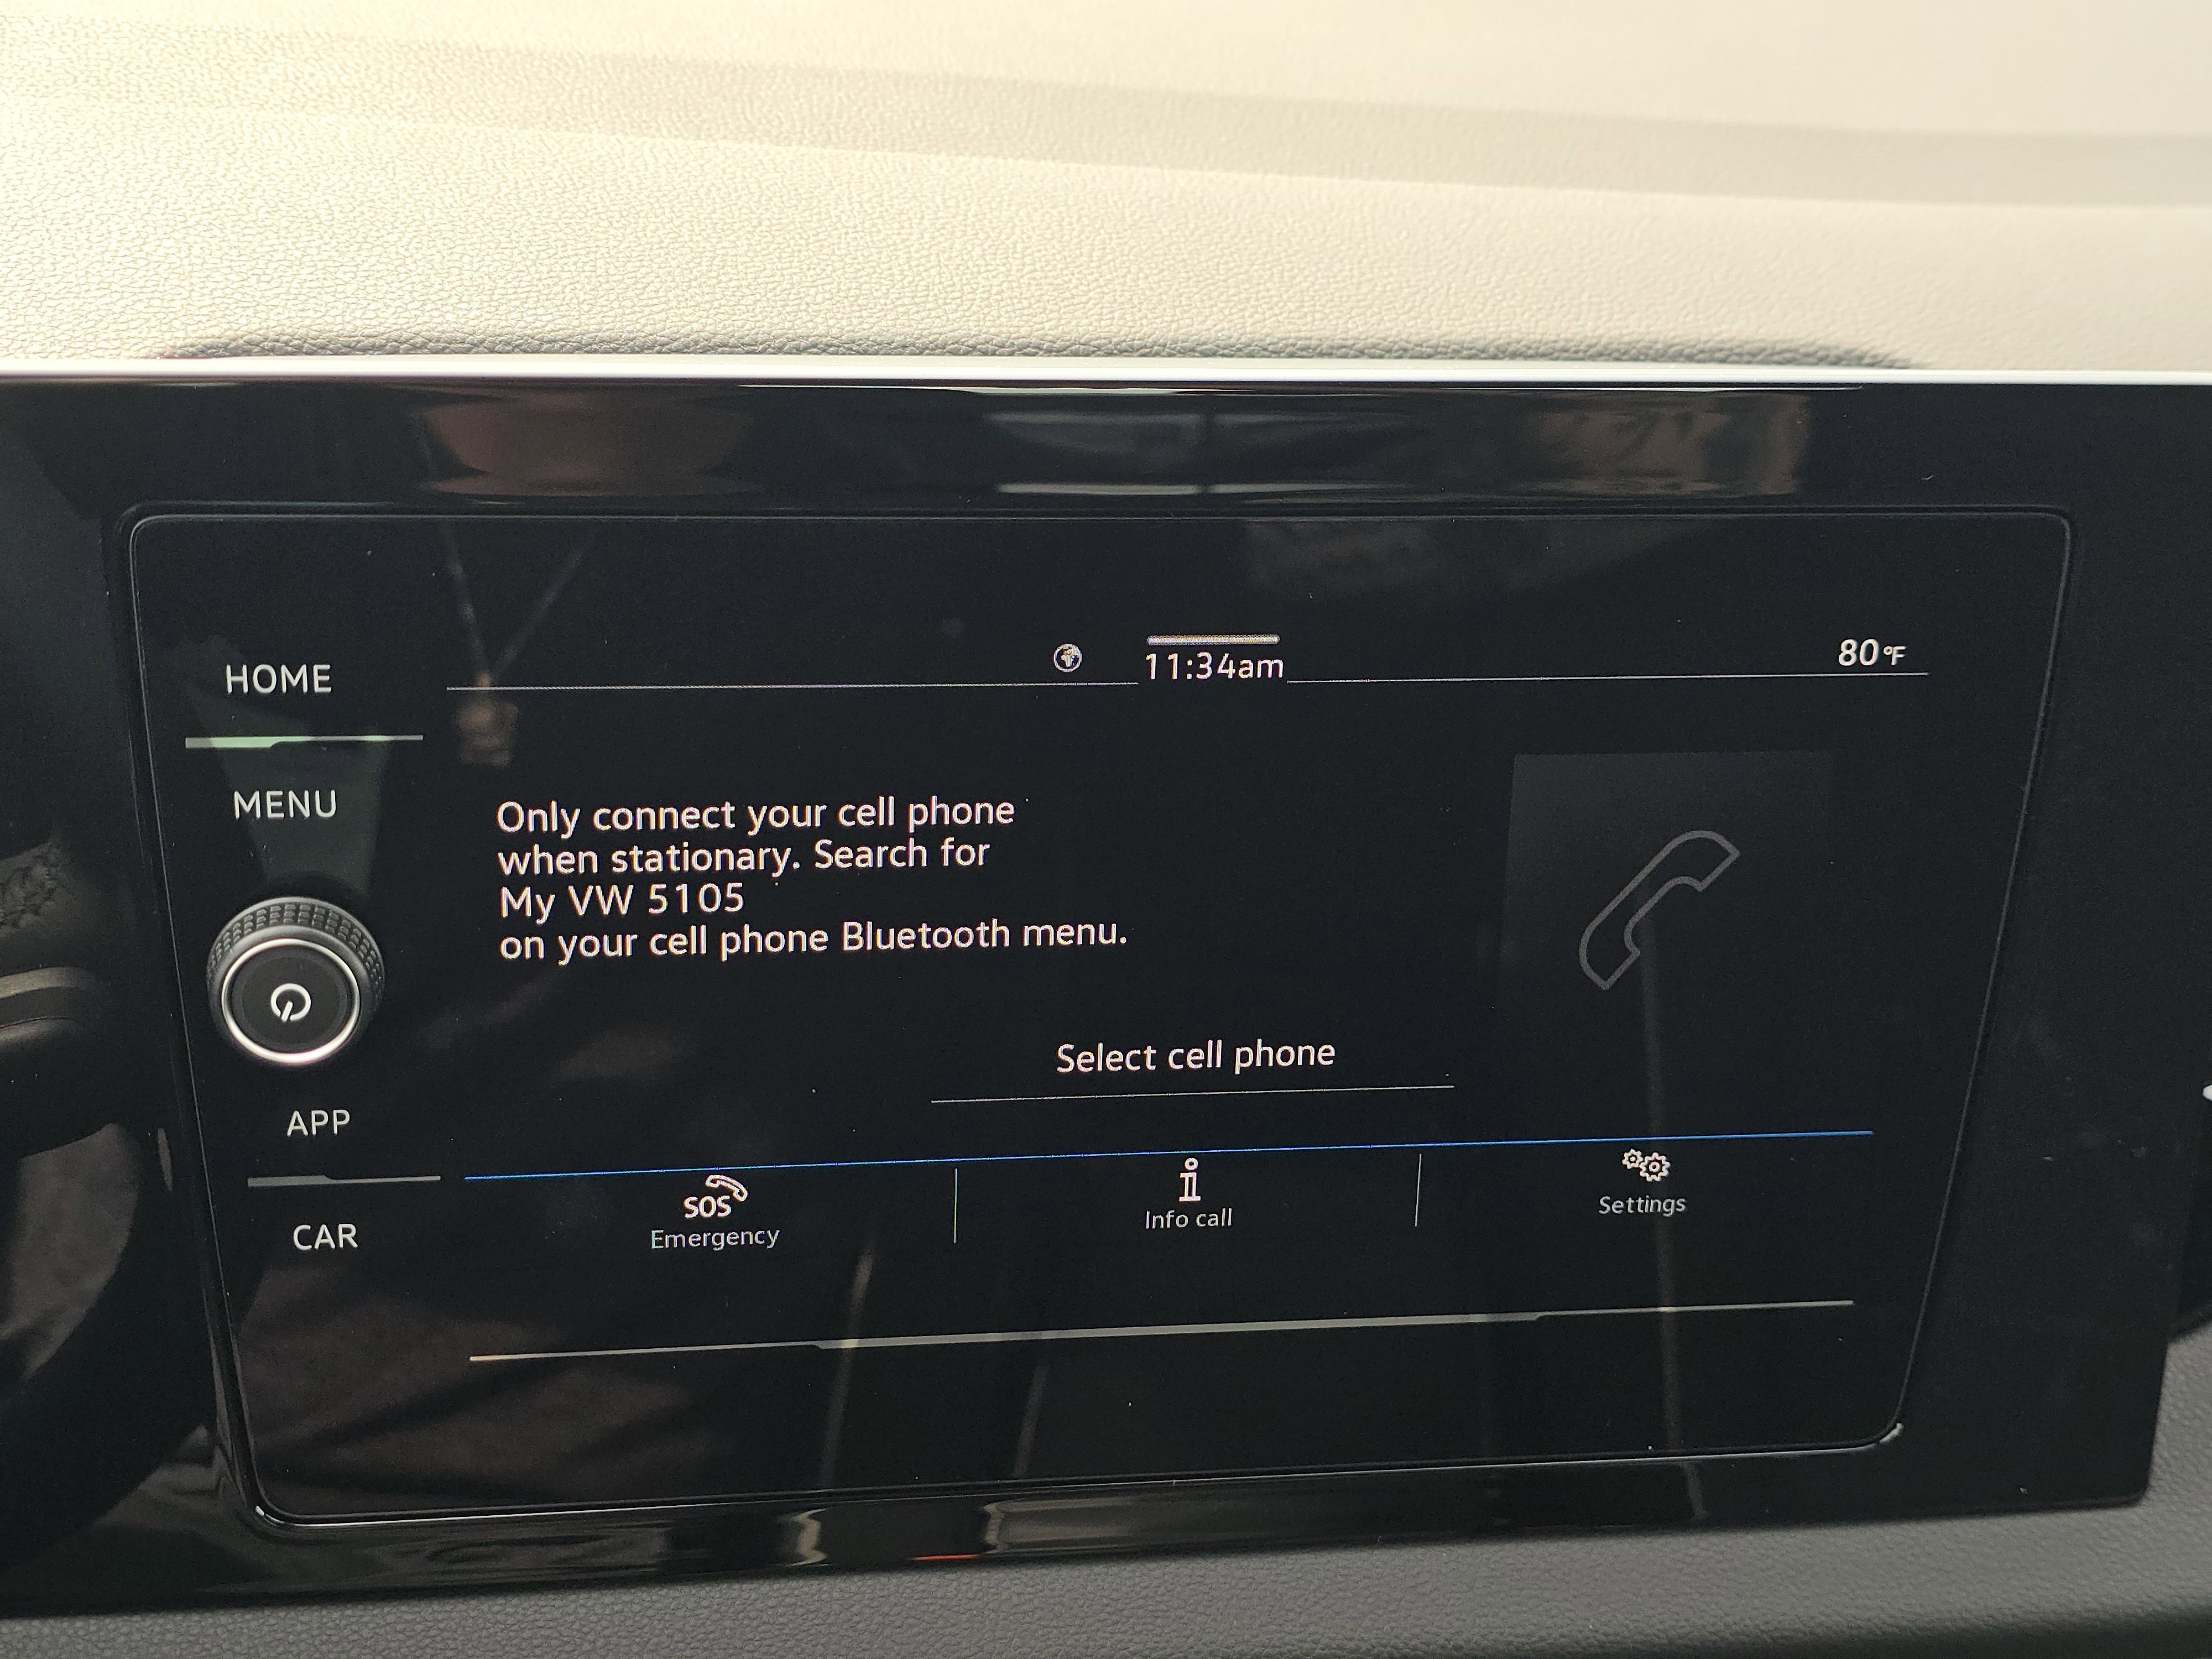 11:34am
80°F
HOME
MENU
Only connect your cell phone
when stationary. Search for
My VW 5105
on your cell phone Bluetooth menu.
Select cell phone
APP
CAR
SOS
Emergency
i
Info call
Settings